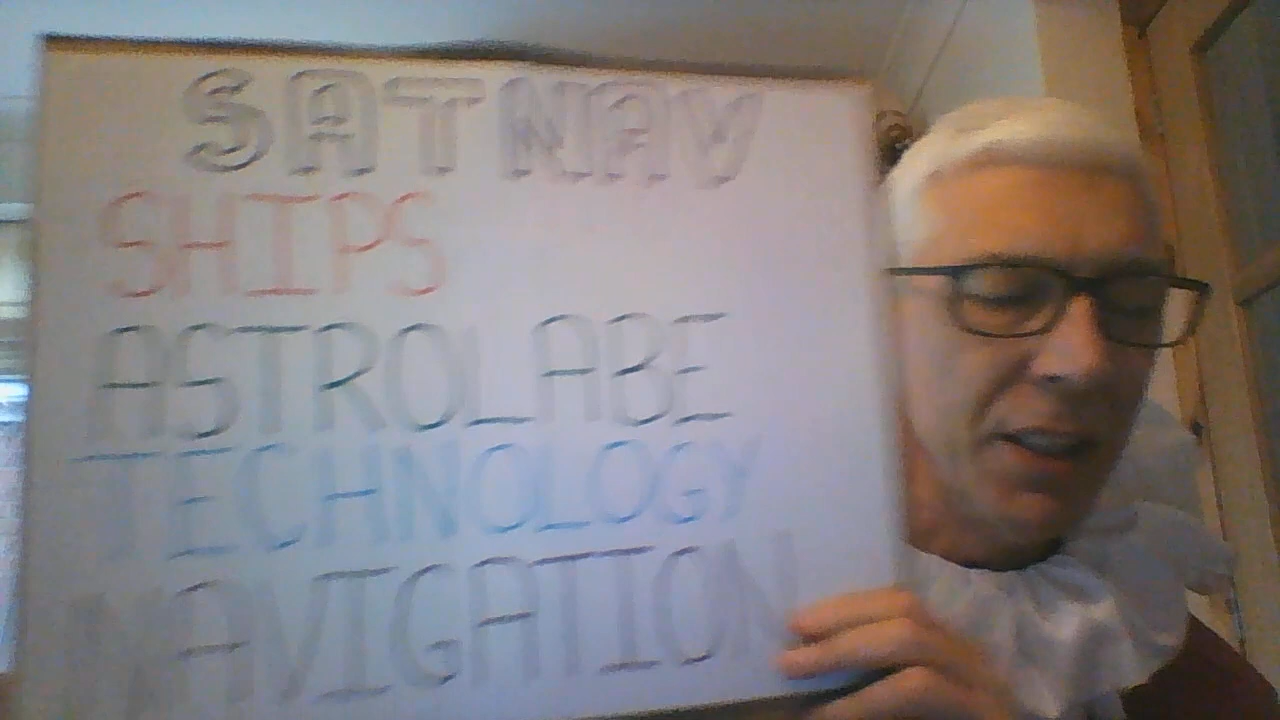 SATNAV
SHIPS
ASTROLABE
TECHNOLOGY
NAVIGATION